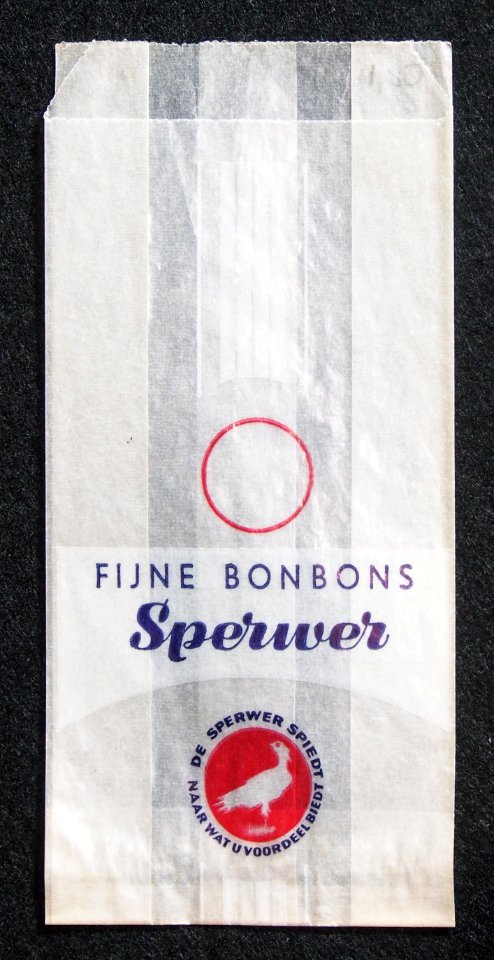 FIJNE BONBONS
Sperwer
DE SPERWER SPIEDT
NAAR WAT U VOORDEEL BIEDT